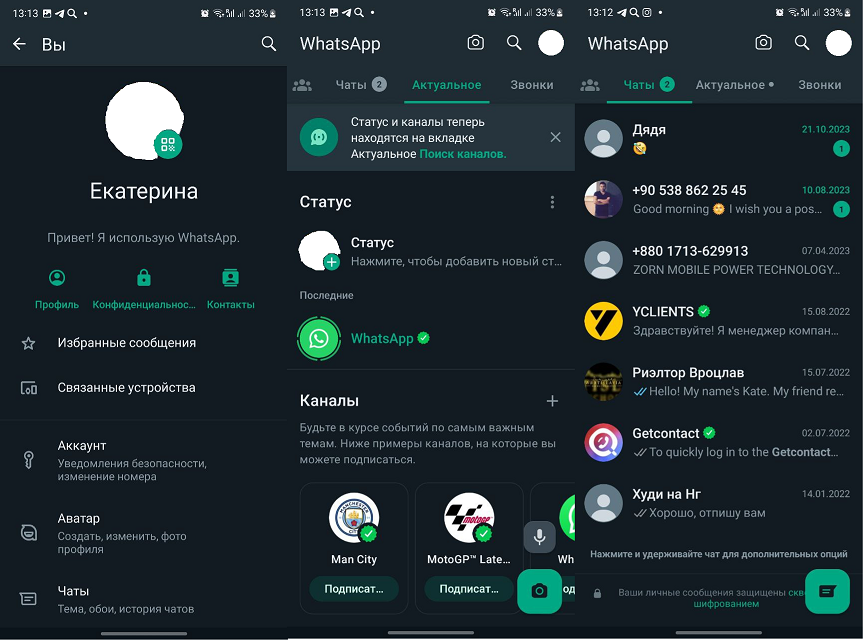 13:13
33%
Вы
Екатерина
Привет! Я использую WhatsApp.
Профиль
Конфиденциальнос...
Контакты
Избранные сообщения
Связанные устройства
Аккаунт
Уведомления безопасности,
изменение номера
Аватар
Создать, изменить, фото
профиля
Чаты
Тема, обои, история чатов
13:13
33%
WhatsApp
Чаты 2
Актуальное
Звонки
Статус и каналы теперь
находятся на вкладке
Актуальное Поиск каналов.
Статус
Статус
Нажмите, чтобы добавить новый ст...
Последние
WhatsApp
Каналы
Будьте в курсе событий по самым важным
темам. Ниже примеры каналов, на которые вы
можете подписаться.
Man City
Подписат...
MotoGP™ Late...
Подписат...
Wh
од
13:12
33%
WhatsApp
Чаты 2
Актуальное
Звонки
Дядя
21.10.2023
1
+90 538 862 25 45
10.08.2023
Good morning 😁 I wish you a pos...
1
+880 1713-629913
07.04.2023
ZORN MOBILE POWER TECHNOLOGY...
YCLIENTS
15.08.2022
Здравствуйте! Я менеджер компан...
Риэлтор Вроцлав
15.07.2022
Hello! My name's Kate. My friend re...
Getcontact
02.07.2022
To quickly log in to the Getcontact...
Худи на Нг
14.01.2022
Хорошо, отпишу вам
Нажмите и удерживайте чат для дополнительных опций
Ваши личные сообщения защищены скв
шифрованием